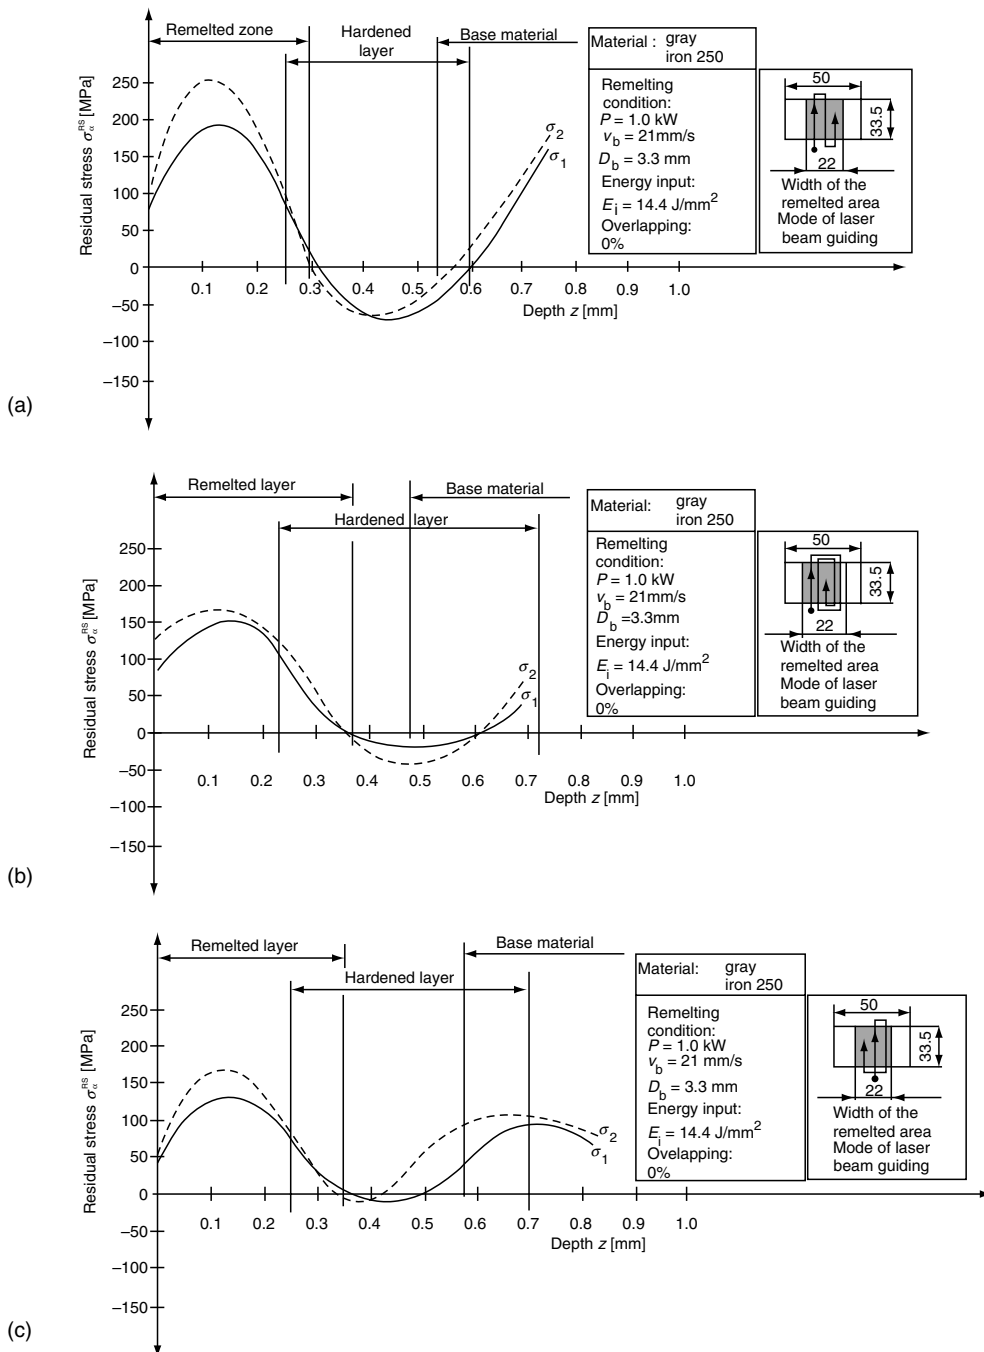 Remelted zone
Hardened
layer
Base material
Residual stress σα^RS [MPa]
250
200
150
100
50
0
−50
−100
−150
0.1 0.2 0.3 0.4 0.5 0.6 0.7 0.8 0.9 1.0
Depth z [mm]
σ2
σ1
Material : gray
iron 250
Remelting
condition:
P = 1.0 kW
vb = 21mm/s
Db = 3.3 mm
Energy input:
Ei = 14.4 J/mm²
Overlapping:
0%
50
33.5
22
Width of the
remelted area
Mode of laser
beam guiding
(a)
Remelted layer
Base material
Hardened layer
Residual stress σα^RS [MPa]
250
200
150
100
50
0
−50
−100
−150
0.1 0.2 0.3 0.4 0.5 0.6 0.7 0.8 0.9 1.0
Depth z [mm]
σ2
σ1
Material: gray
iron 250
Remelting
condition:
P = 1.0 kW
vb = 21mm/s
Db =3.3mm
Energy input:
Ei = 14.4 J/mm²
Overlapping:
0%
50
33.5
22
Width of the
remelted area
Mode of laser
beam guiding
(b)
Remelted layer
Base material
Hardened layer
Residual stress σα^RS [MPa]
250
200
150
100
50
0
−50
−100
−150
0.1 0.2 0.3 0.4 0.5 0.6 0.7 0.8 0.9 1.0
Depth z [mm]
σ2
σ1
Material: gray
iron 250
Remelting
condition:
P = 1.0 kW
vb = 21 mm/s
Db = 3.3 mm
Energy input:
Ei = 14.4 J/mm²
Ovelapping:
0%
50
33.5
22
Width of the
remelted area
Mode of laser
beam guiding
(c)